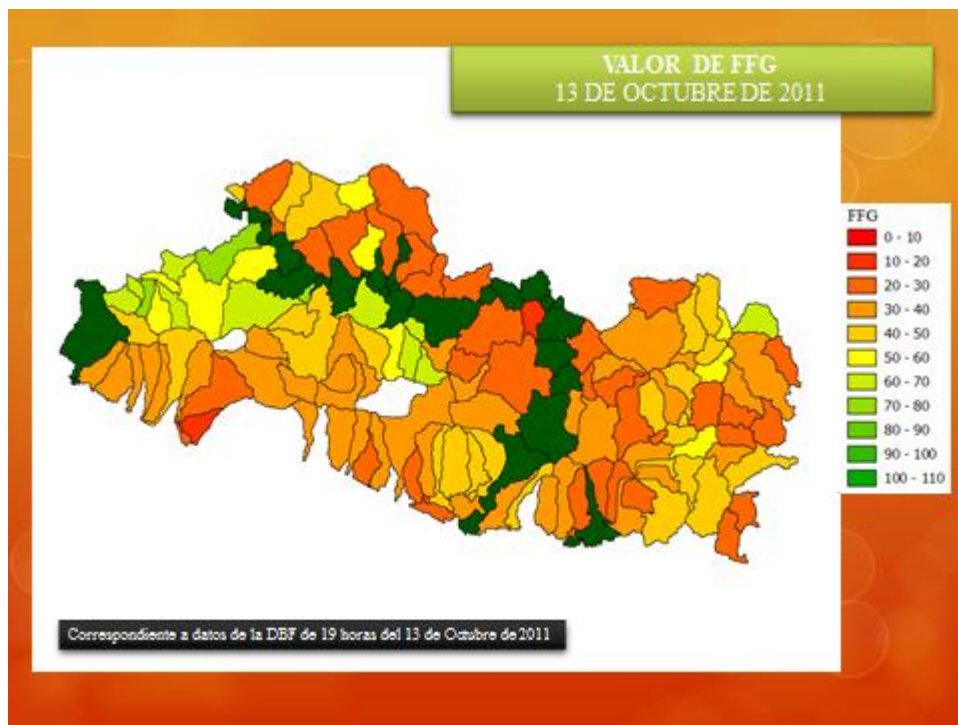 VALOR DE FFG
13 DE OCTUBRE DE 2011
FFG
0 - 10
10 - 20
20 - 30
30 - 40
40 - 50
50 - 60
60 - 70
70 - 80
80 - 90
90 - 100
100 - 110
Correspondiente a datos de la DBF de 19 horas del 13 de Octubre de 2011